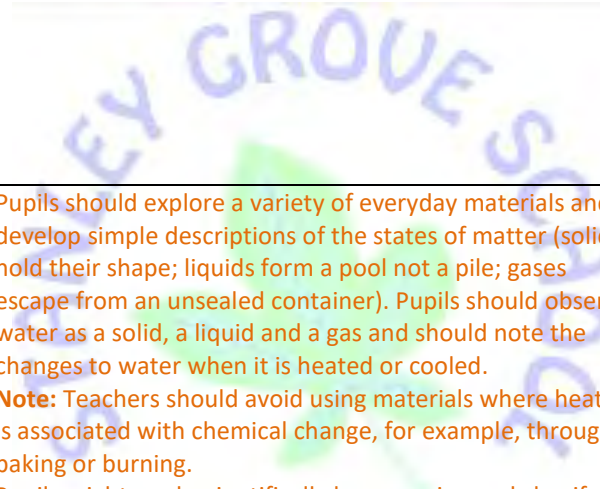 STANLEY GROVE SCHOOL
Pupils should explore a variety of everyday materials and
develop simple descriptions of the states of matter (solid
hold their shape; liquids form a pool not a pile; gases
escape from an unsealed container). Pupils should obser
water as a solid, a liquid and a gas and should note the
changes to water when it is heated or cooled.
Note: Teachers should avoid using materials where heat
is associated with chemical change, for example, throug
baking or burning.